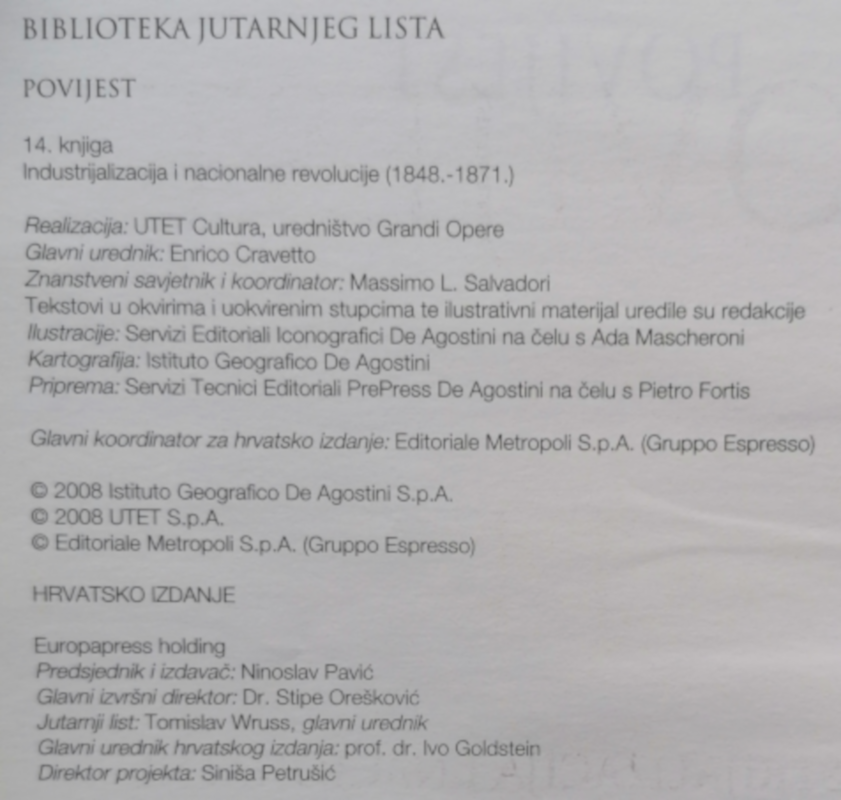 BIBLIOTEKA JUTARNJEG LISTA
POVIJEST
14. knjiga
Industrijalizacija i nacionalne revolucije (1848.-1871.)
Realizacija: UTET Cultura, uredništvo Grandi Opere
Glavni urednik: Enrico Cravetto
Znanstveni savjetnik i koordinator: Massimo L. Salvadori
Tekstovi u okvirima i uokvirenim stupcima te ilustrativni materijal uredile su redakcije
Ilustracije: Servizi Editoriali Iconografici De Agostini na čelu s Ada Mascheroni
Kartografija: Istituto Geografico De Agostini
Priprema: Servizi Tecnici Editoriali PrePress De Agostini na čelu s Pietro Fortis
Glavni koordinator za hrvatsko izdanje: Editoriale Metropoli S.p.A. (Gruppo Espresso)
© 2008 Istituto Geografico De Agostini S.p.A.
© 2008 UTET S.p.A.
© Editoriale Metropoli S.p.A. (Gruppo Espresso)
HRVATSKO IZDANJE
Europapress holding
Predsjednik i izdavač: Ninoslav Pavić
Glavni izvršni direktor: Dr. Stipe Orešković
Jutarnji list: Tomislav Wruss, glavni urednik
Glavni urednik hrvatskog izdanja: prof. dr. Ivo Goldstein
Direktor projekta: Siniša Petrušić